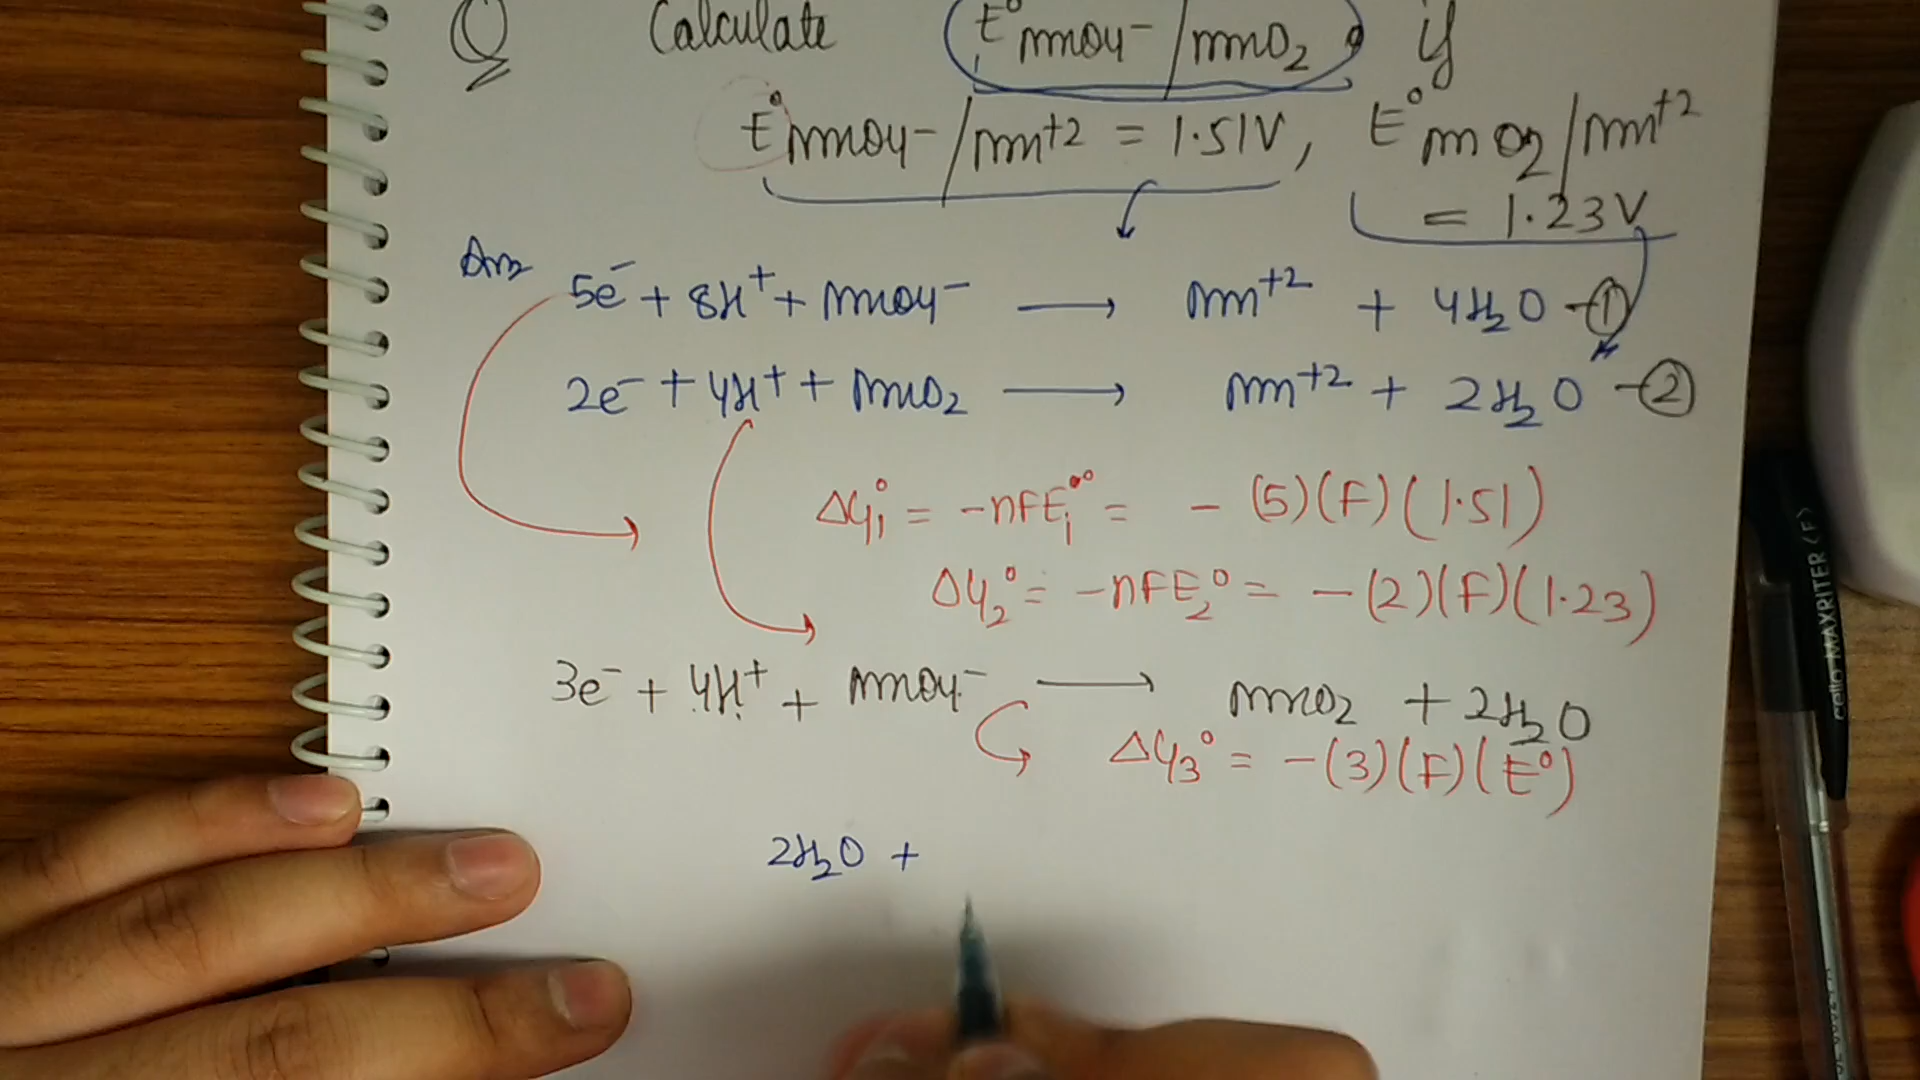 Q Calculate E°MnO4-/MnO2, if
E°MnO4-/Mn+2 = 1.51V, E°MnO2/Mn+2
= 1.23V
Ans 5e- + 8H+ + MnO4- → Mn+2 + 4H2O -①
2e- + 4H+ + MnO2 → Mn+2 + 2H2O -②
ΔG1° = -nFE1° = - (5)(F)(1.51)
ΔG2° = -nFE2° = -(2)(F)(1.23)
3e- + 4H+ + MnO4- → MnO2 + 2H2O
ΔG3° = -(3)(F)(E°)
2H2O +
cello MAXRITER (F)